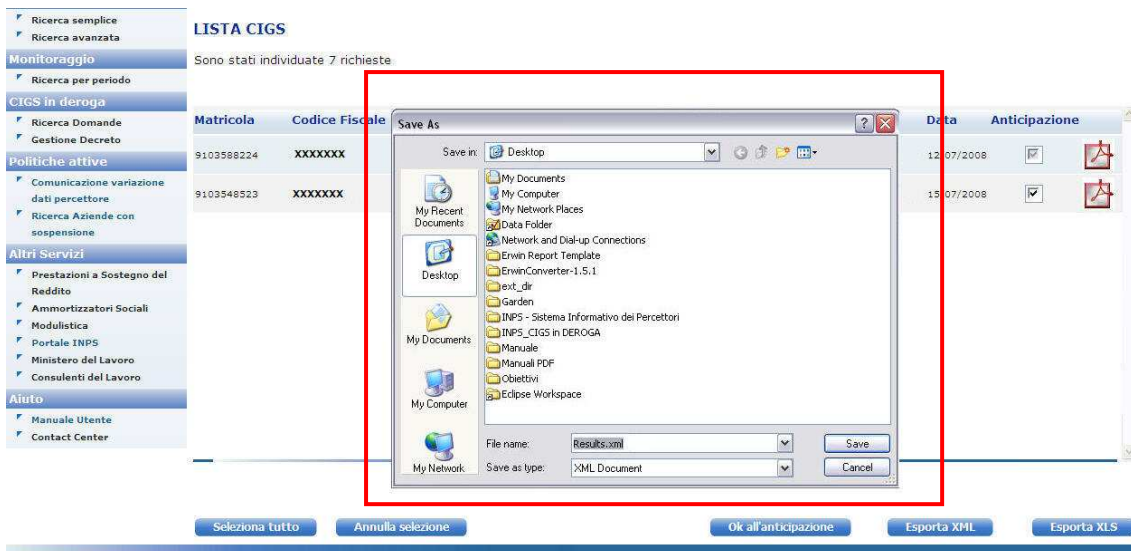 Ricerca semplice
Ricerca avanzata
Monitoraggio
Ricerca per periodo
CIGS in deroga
Ricerca Domande
Gestione Decreto
Politiche attive
Comunicazione variazione
dati percettore
Ricerca Aziende con
sospensione
Altri Servizi
Prestazioni a Sostegno del
Reddito
Ammortizzatori Sociali
Modulistica
Portale INPS
Ministero del Lavoro
Consulenti del Lavoro
Aiuto
Manuale Utente
Contact Center
LISTA CIGS
Sono stati individuate 7 richieste
Matricola Codice Fiscale Data Anticipazione
9103588224 XXXXXXX 12/07/2008
9103548523 XXXXXXX 15/07/2008
Save As
Save in: Desktop
My Recent
Documents
Desktop
My Documents
My Computer
My Network
My Documents
My Computer
My Network Places
Data Folder
Network and Dial-up Connections
Erwin Report Template
ErwinConverter-1.5.1
ext_dir
Garden
INPS - Sistema Informativo dei Percettori
INPS_CIGS in DEROGA
Manuale
Manuali PDF
Obiettivi
Eclipse Workspace
File name: Results.xml Save
Save as type: XML Document Cancel
Seleziona tutto Annulla selezione Ok all'anticipazione Esporta XML Esporta XLS